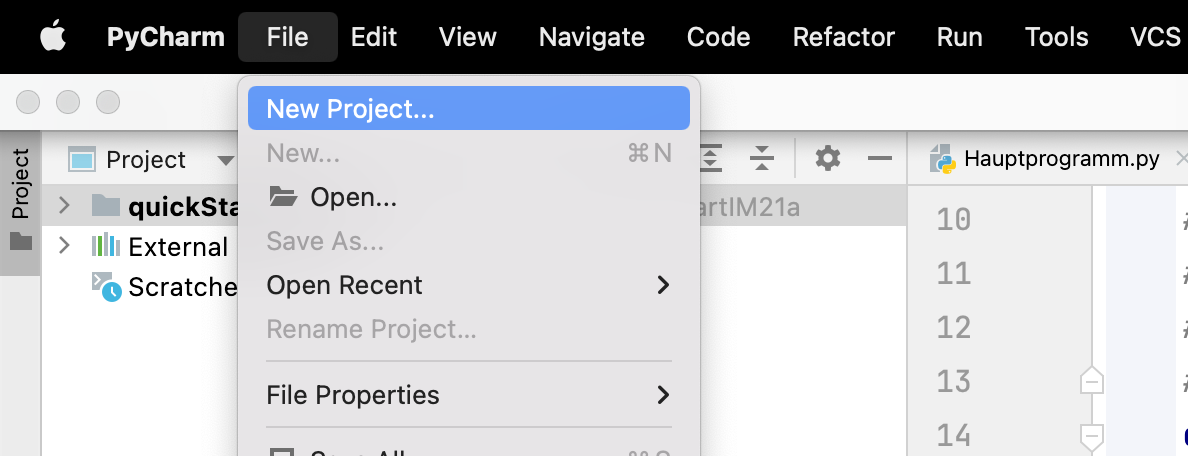 PyCharm File Edit View Navigate Code Refactor Run Tools VCS
New Project...
Project
Project
New... ⌘N
Hauptprogramm.py
Open...
quickSta
artIM21a
10
Save As...
External
11
Scratche
Open Recent
12
Rename Project...
13
File Properties
14